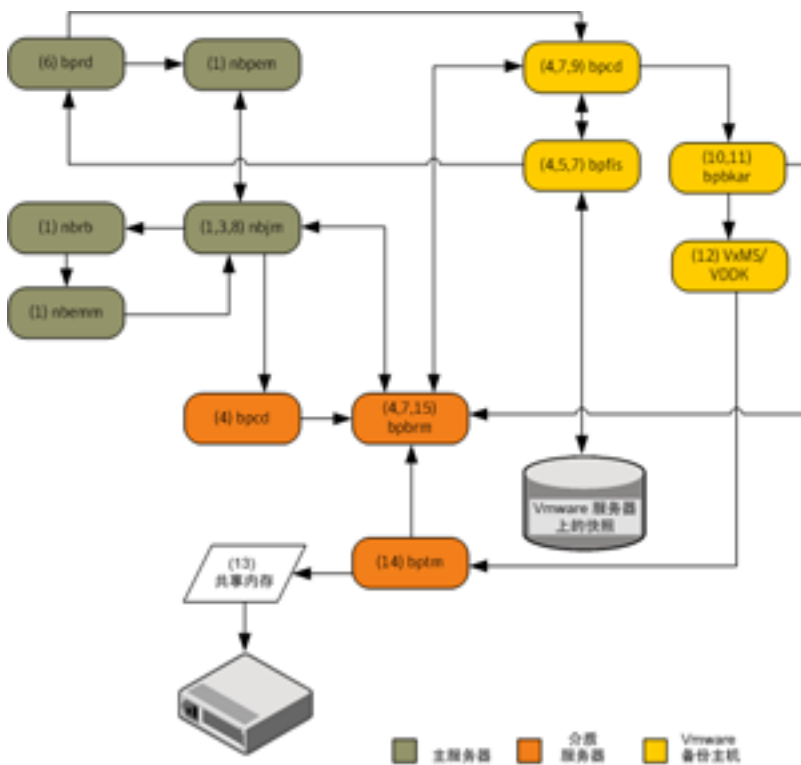 (6) bprd
(1) nbpem
(4,7,9) bpcd
(4,5,7) bpfis
(10,11)
bpbkar
(1) nbrb
(1,3,8) nbjm
(12) VxMS/
VDDK
(1) nbemm
(4) bpcd
(4,7,15)
bpbrm
Vmware 服务器
上的快照
(13)
共享内存
(14) bptm
主服务器
介质
服务器
Vmware
备份主机